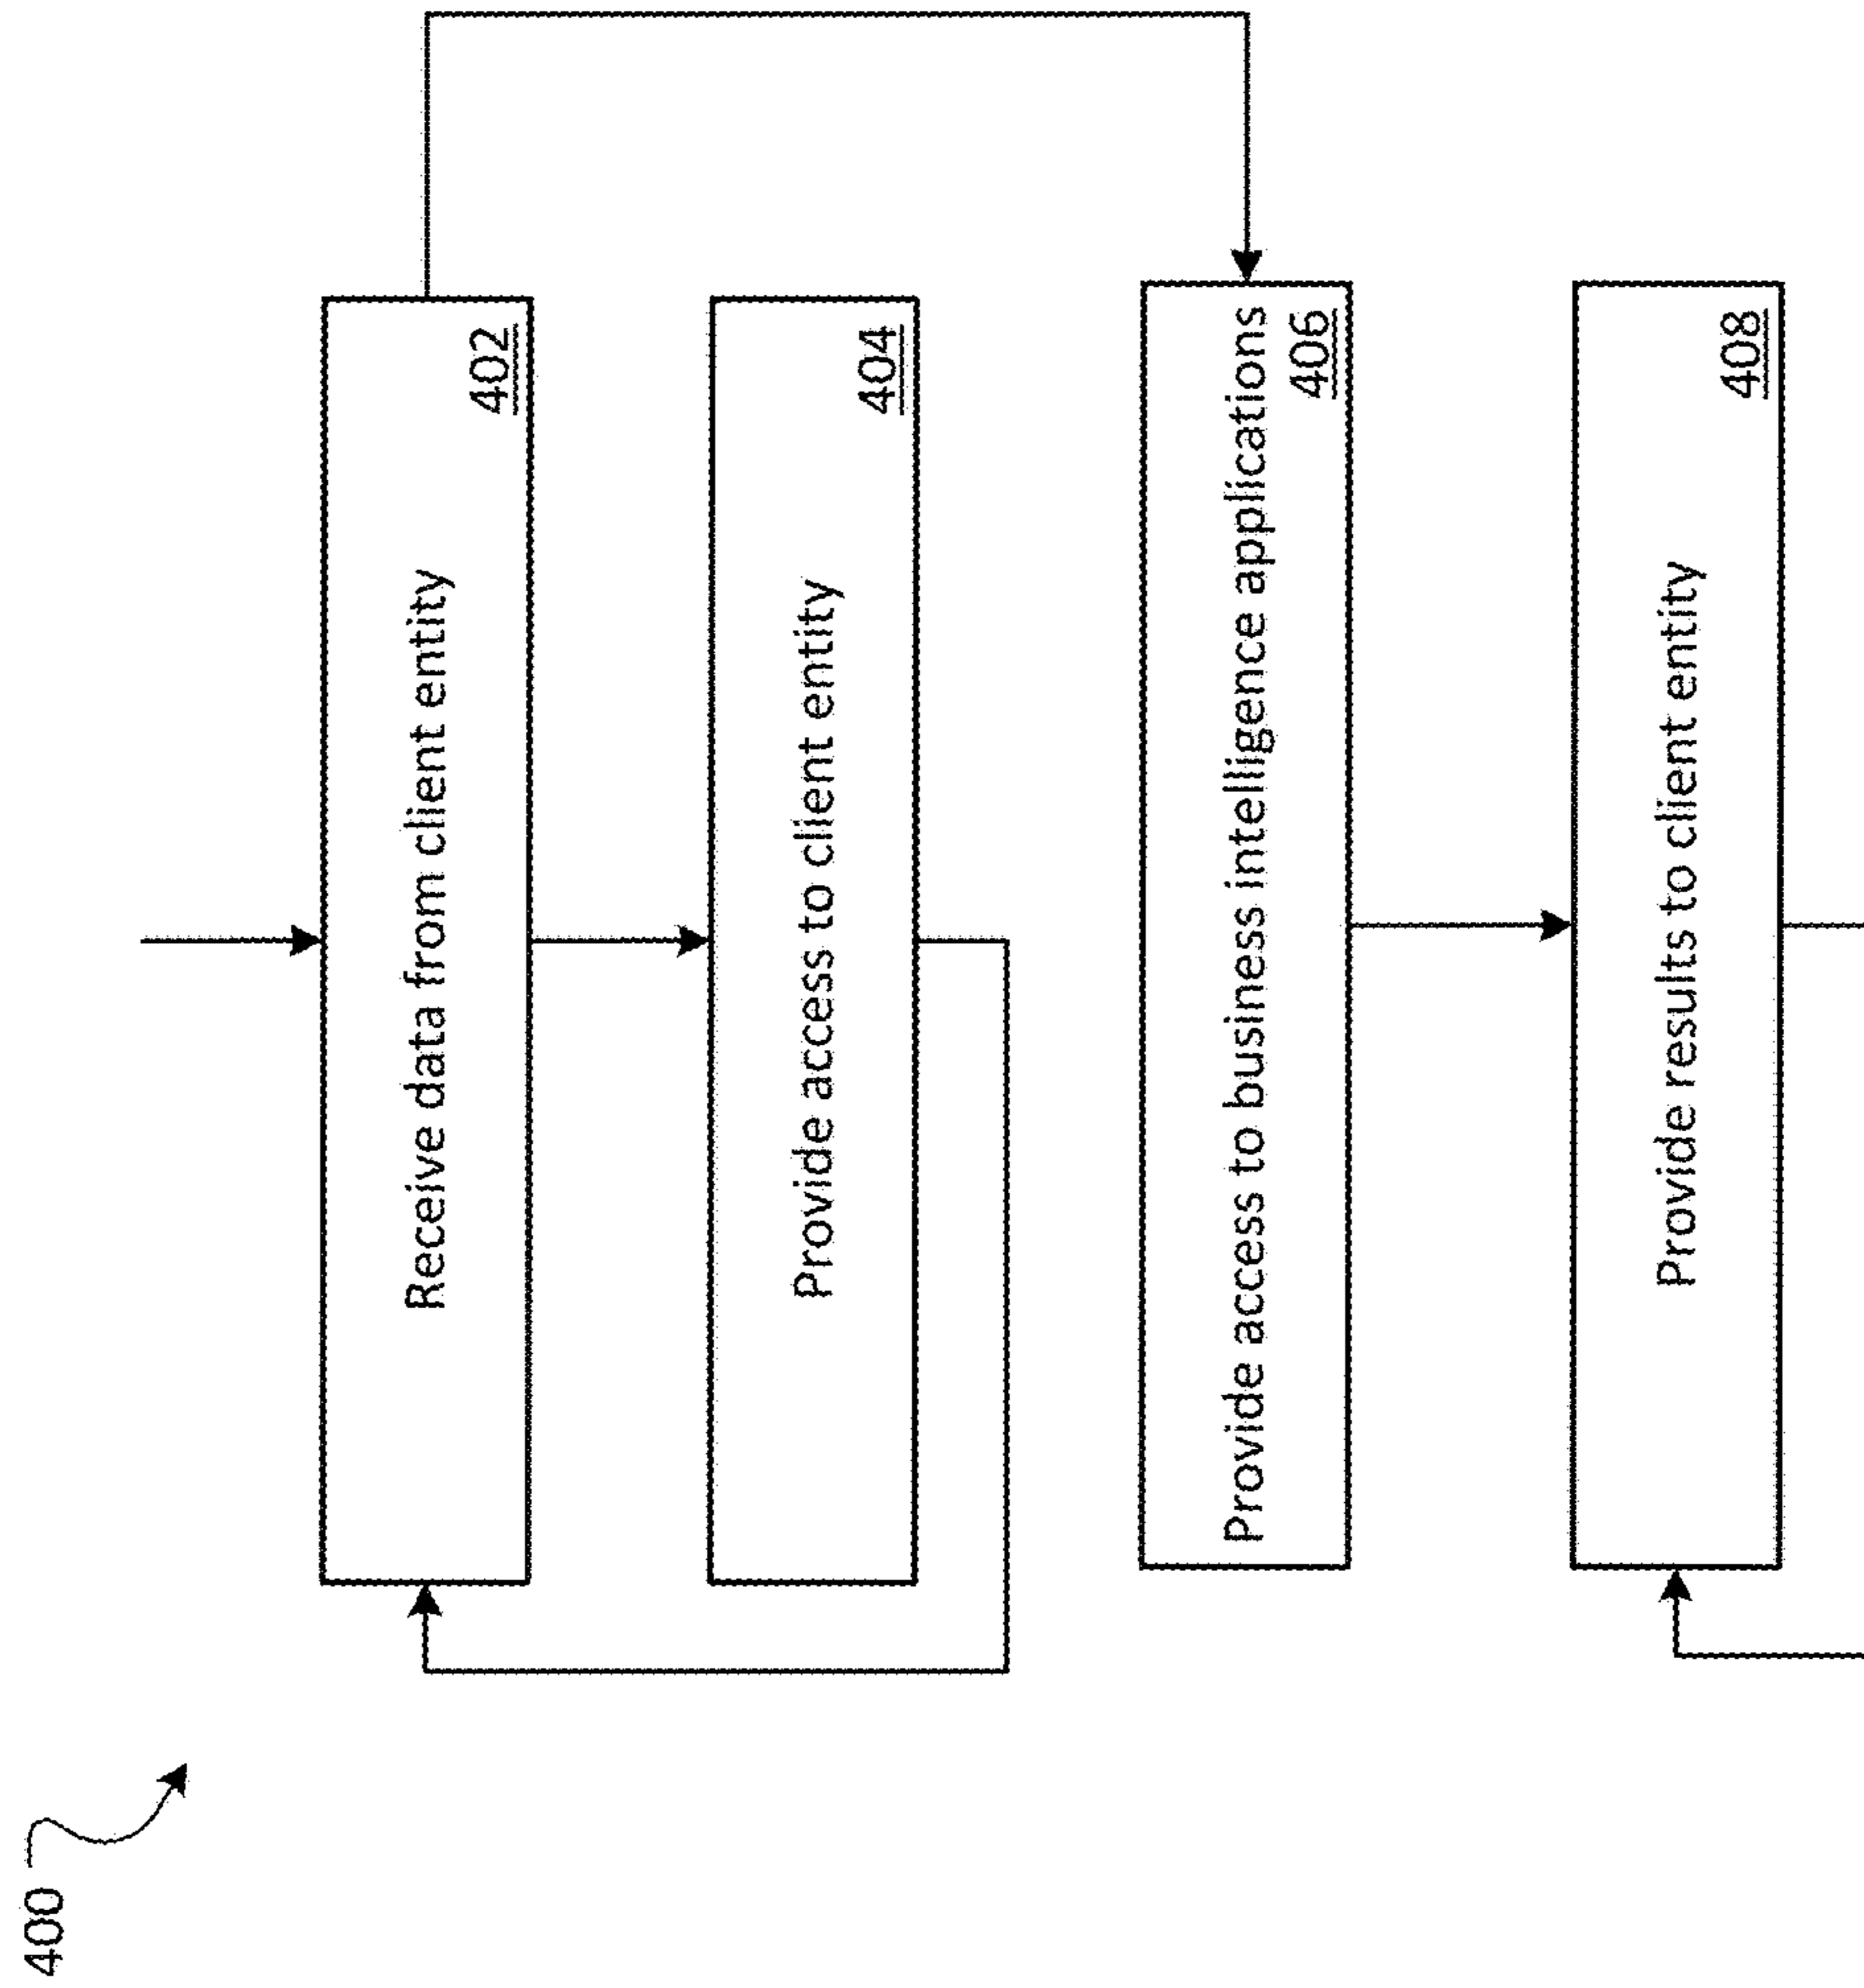 400
Receive data from client entity
402
Provide access to client entity
404
Provide access to business intelligence applications
406
Provide results to client entity
408